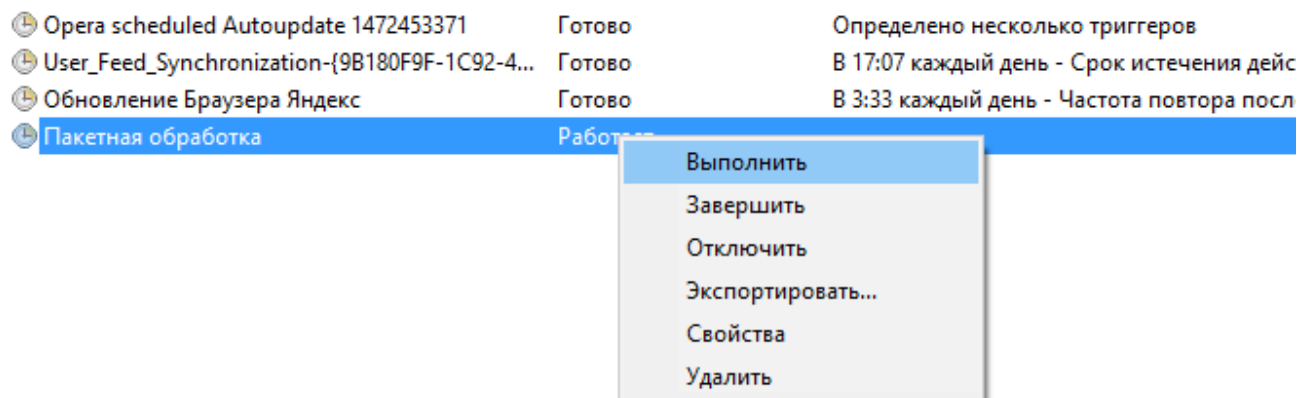 Opera scheduled Autoupdate 1472453371 Готово Определено несколько триггеров
User_Feed_Synchronization-{9B180F9F-1C92-4... Готово В 17:07 каждый день - Срок истечения дейс
Обновление Браузера Яндекс Готово В 3:33 каждый день - Частота повтора посл
Пакетная обработка Работает
Выполнить
Завершить
Отключить
Экспортировать...
Свойства
Удалить